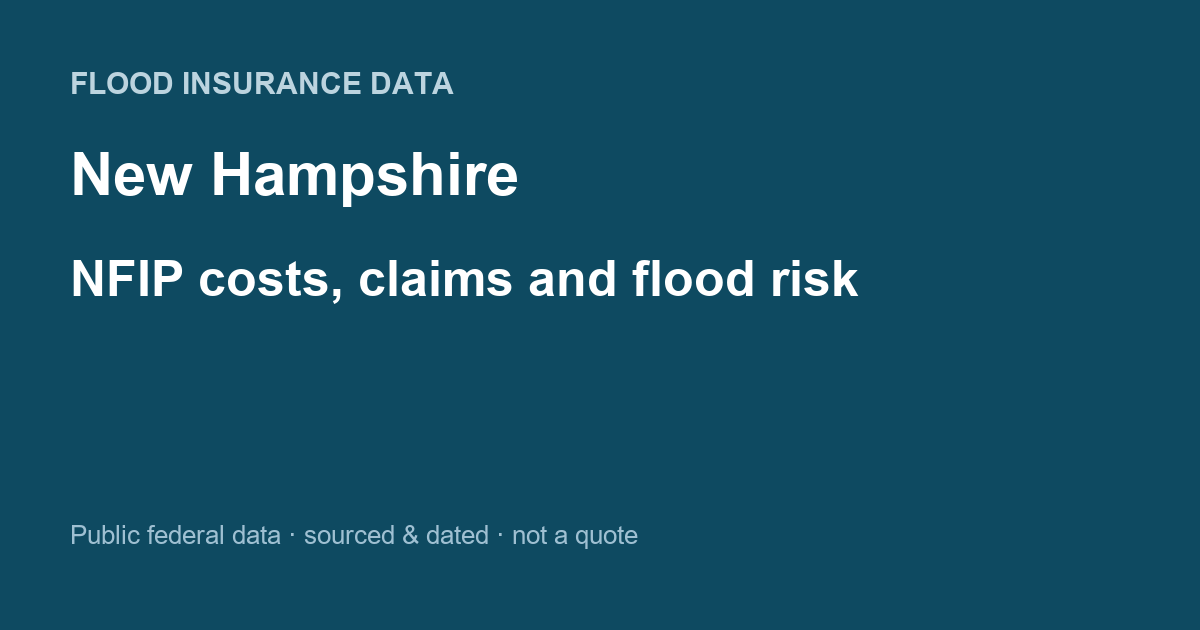 FLOOD INSURANCE DATA
New Hampshire
NFIP costs, claims and flood risk
Public federal data · sourced & dated · not a quote